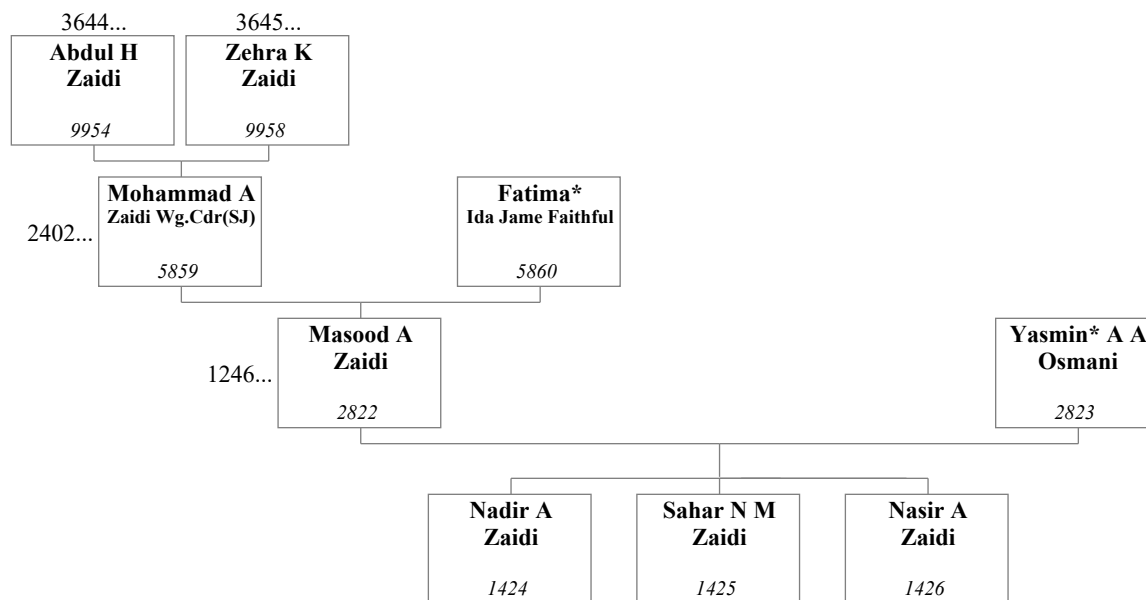 3644...
3645...
Abdul H
Zaidi
9954
Zehra K
Zaidi
9958
2402...
Mohammad A
Zaidi Wg.Cdr(SJ)
5859
Fatima*
Ida Jame Faithful
5860
1246...
Masood A
Zaidi
2822
Yasmin* A A
Osmani
2823
Nadir A
Zaidi
1424
Sahar N M
Zaidi
1425
Nasir A
Zaidi
1426